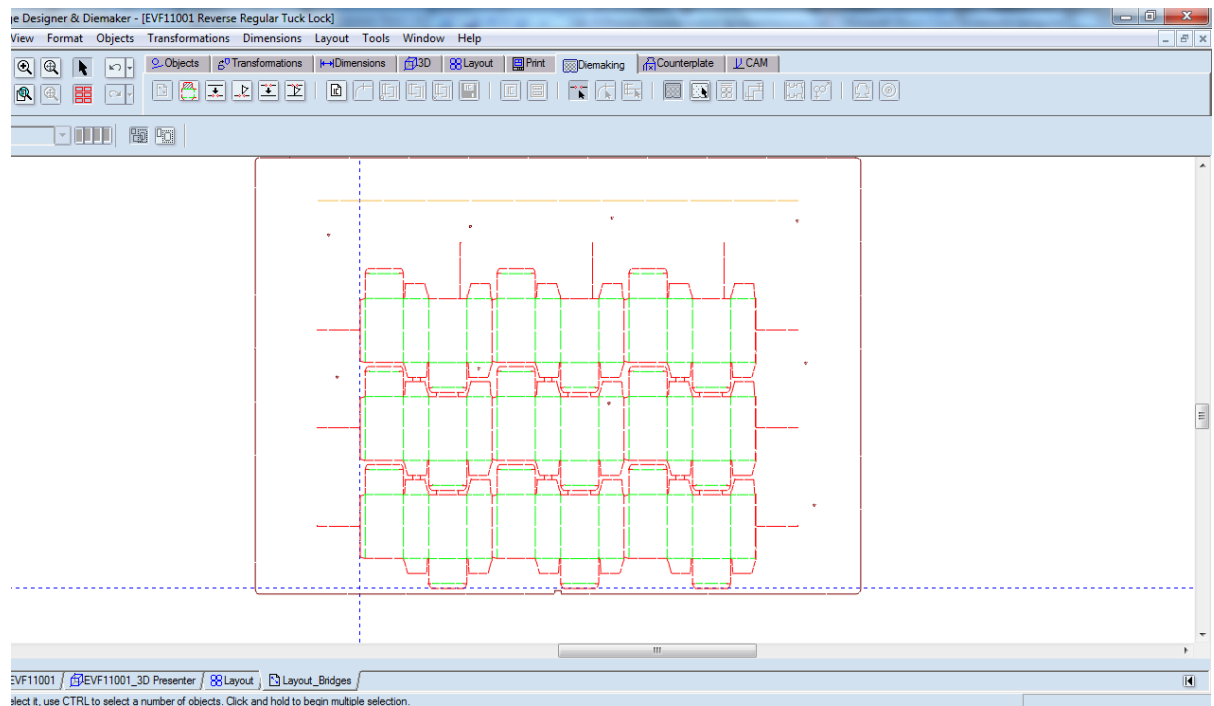 ge Designer & Diemaker - [EVF11001 Reverse Regular Tuck Lock]
View Format Objects Transformations Dimensions Layout Tools Window Help
Objects Transformations Dimensions 3D Layout Print Diemaking Counterplate CAM
EVF11001 EVF11001_3D Presenter Layout Layout_Bridges
elect it, use CTRL to select a number of objects. Click and hold to begin multiple selection.